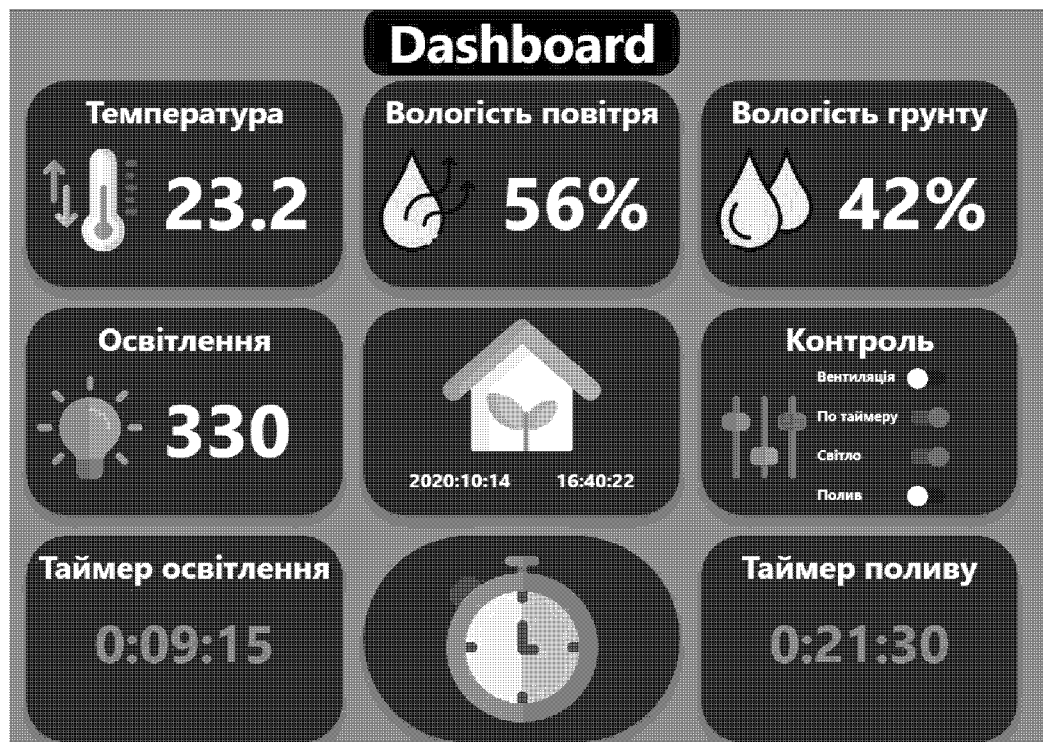 Dashboard
Температура
Вологість повітря
Вологість грунту
23.2
56%
42%
Освітлення
330
2020:10:14 16:40:22
Контроль
Вентиляція
По таймеру
Світло
Полив
Таймер освітлення
0:09:15
Таймер поливу
0:21:30